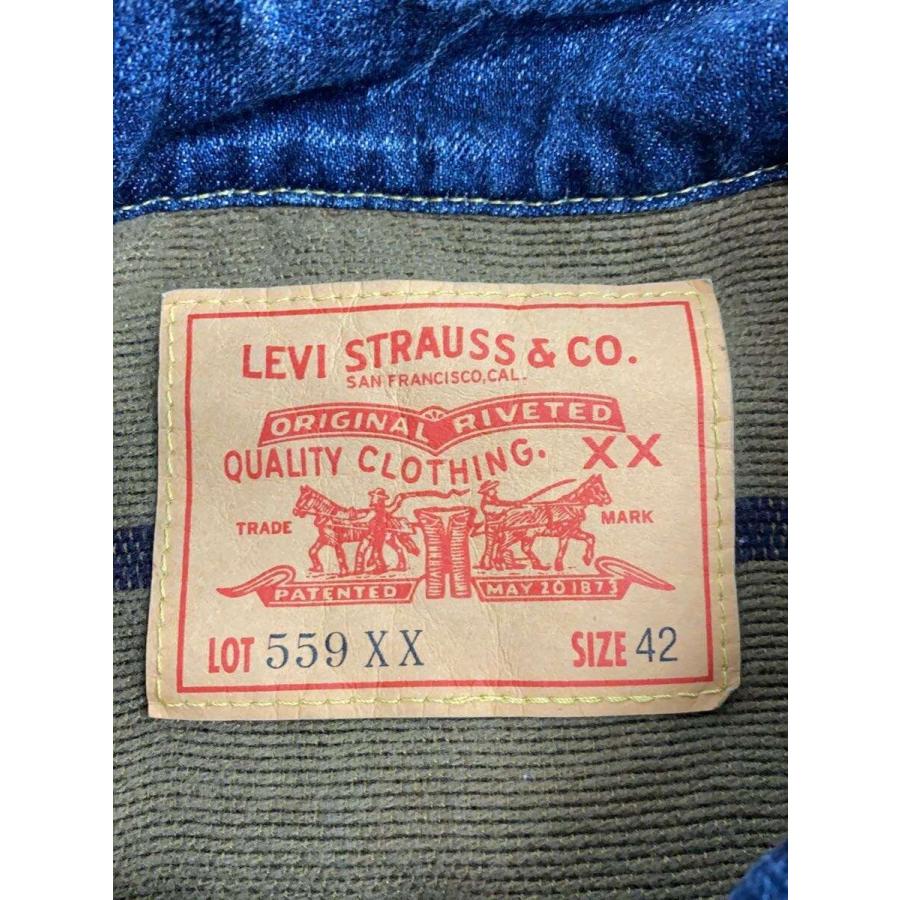 LEVI STRAUSS & CO.
SAN FRANCISCO, CAL.
ORIGINAL RIVETED
QUALITY CLOTHING. XX
TRADE MARK
PATENTED MAY 20 1873
LOT 559 XX SIZE 42